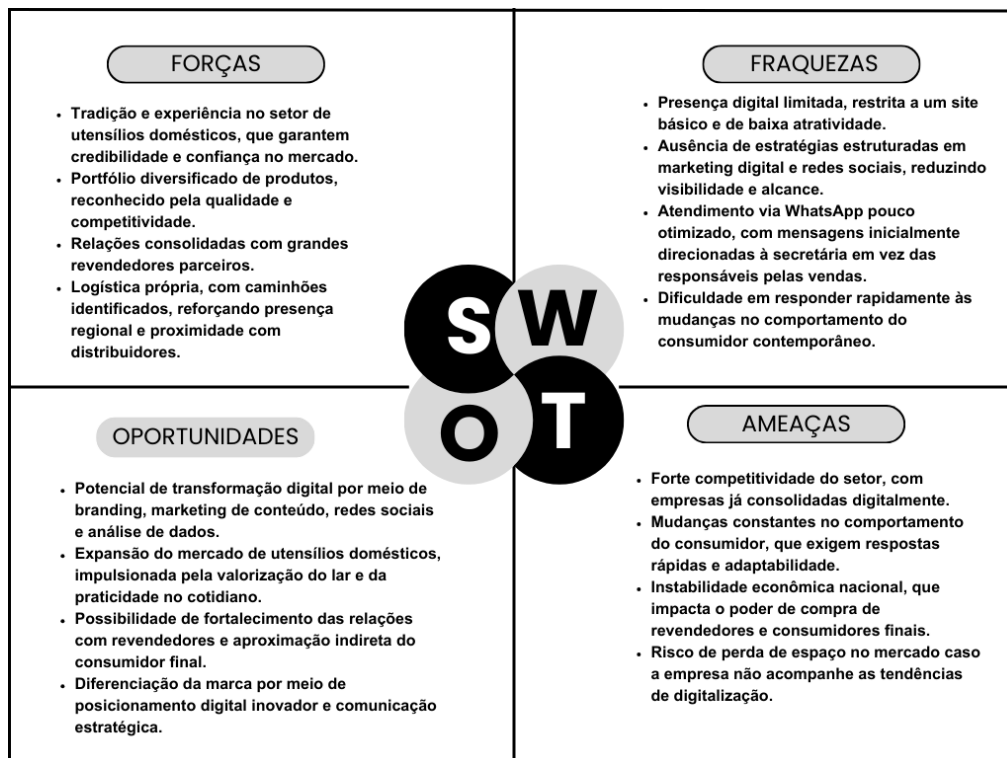 FORÇAS
• Tradição e experiência no setor de
utensílios domésticos, que garantem
credibilidade e confiança no mercado.
• Portfólio diversificado de produtos,
reconhecido pela qualidade e
competitividade.
• Relações consolidadas com grandes
revendedores parceiros.
• Logística própria, com caminhões
identificados, reforçando presença
regional e proximidade com
distribuidores.
FRAQUEZAS
• Presença digital limitada, restrita a um site
básico e de baixa atratividade.
• Ausência de estratégias estruturadas em
marketing digital e redes sociais, reduzindo
visibilidade e alcance.
• Atendimento via WhatsApp pouco
otimizado, com mensagens inicialmente
direcionadas à secretária em vez das
responsáveis pelas vendas.
• Dificuldade em responder rapidamente às
mudanças no comportamento do
consumidor contemporâneo.
S W
O T
OPORTUNIDADES
• Potencial de transformação digital por meio de
branding, marketing de conteúdo, redes sociais
e análise de dados.
• Expansão do mercado de utensílios domésticos,
impulsionada pela valorização do lar e da
praticidade no cotidiano.
• Possibilidade de fortalecimento das relações
com revendedores e aproximação indireta do
consumidor final.
• Diferenciação da marca por meio de
posicionamento digital inovador e comunicação
estratégica.
AMEAÇAS
• Forte competitividade do setor, com
empresas já consolidadas digitalmente.
• Mudanças constantes no comportamento
do consumidor, que exigem respostas
rápidas e adaptabilidade.
• Instabilidade econômica nacional, que
impacta o poder de compra de
revendedores e consumidores finais.
• Risco de perda de espaço no mercado caso
a empresa não acompanhe as tendências
de digitalização.